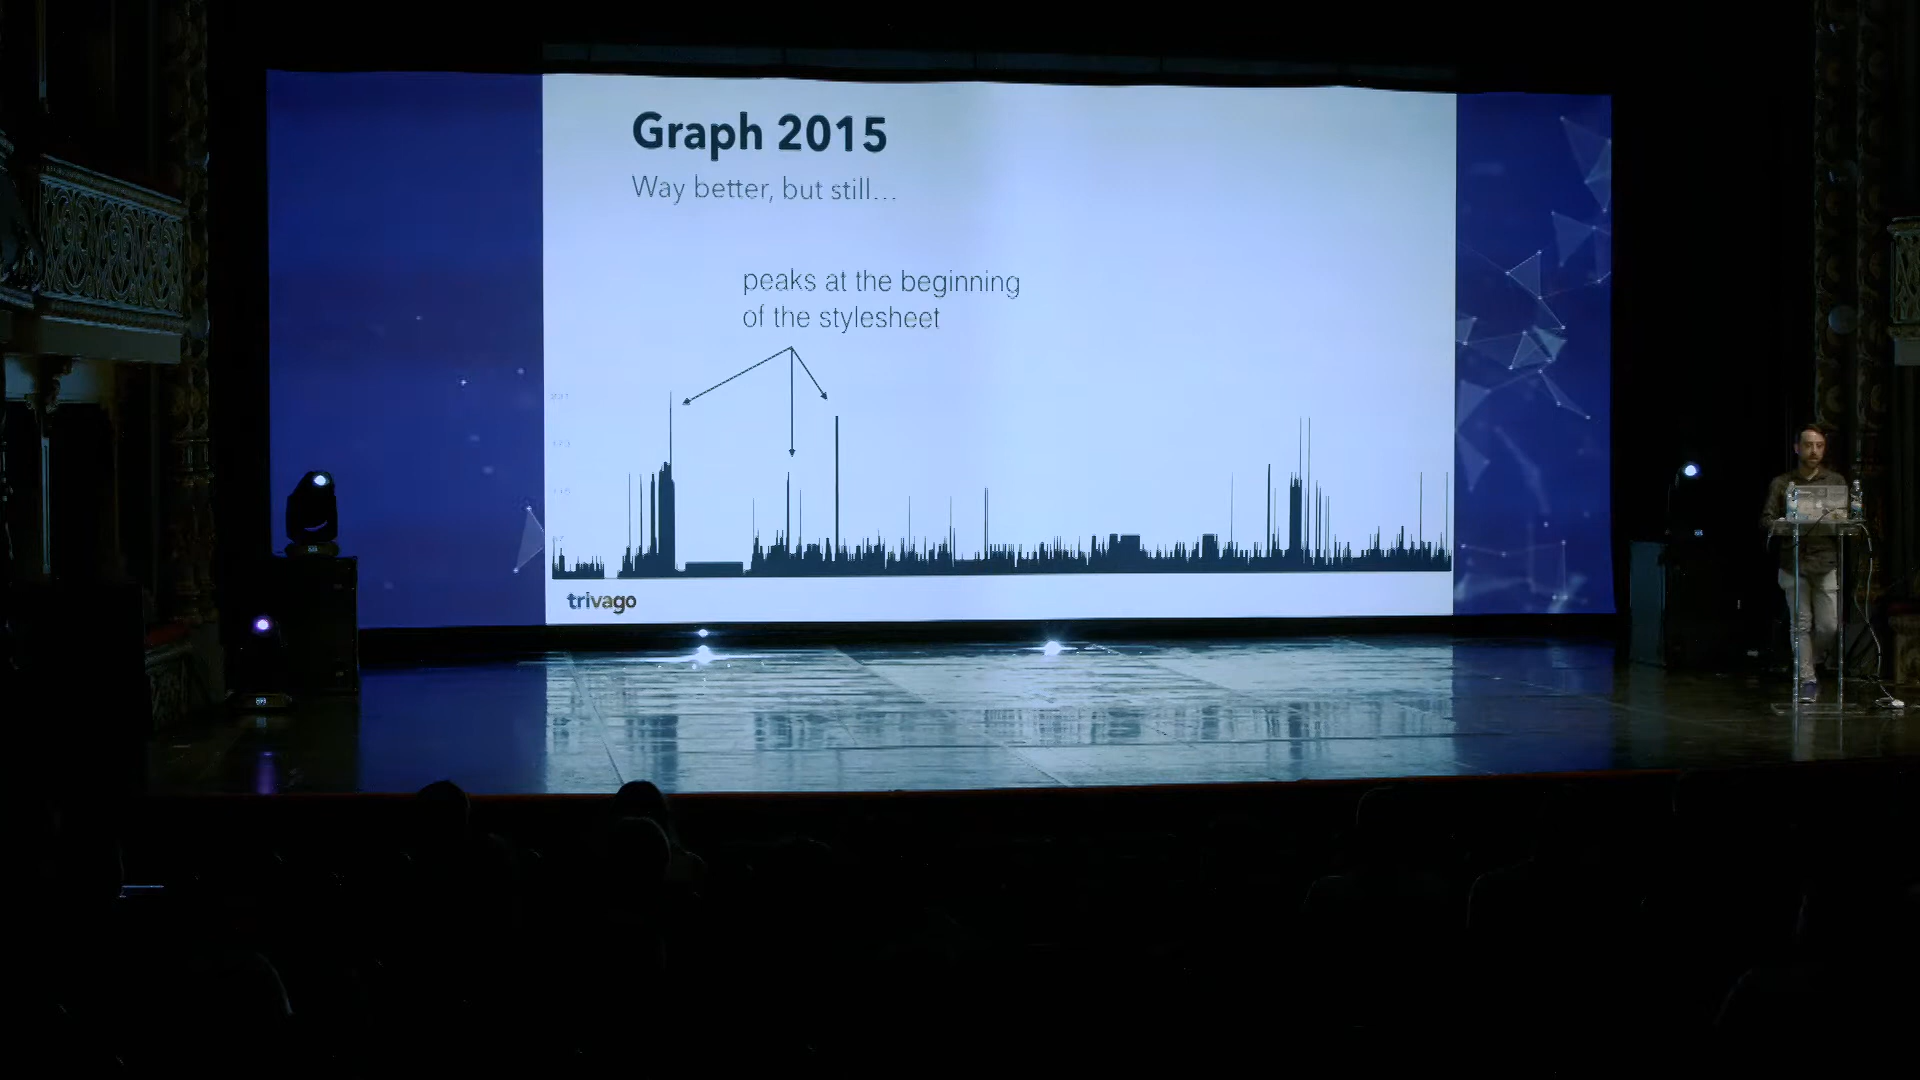 Graph 2015
Way better, but still...
peaks at the beginning
of the stylesheet
trivago